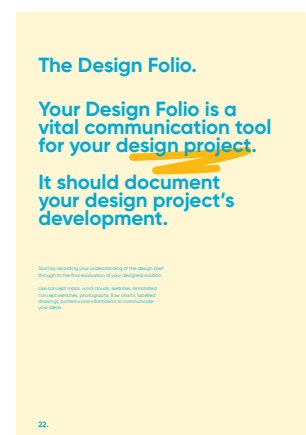 The Design Folio.
Your Design Folio is a
vital communication tool
for your design project.
It should document
your design project's
development.
Start by recording your understanding of the design brief
through to the final evaluation of your designed solution.
Use concept maps, word clouds, sketches, annotated
concept sketches, photographs, flow charts, labelled
drawings, patterns and information to communicate
your ideas.
22.